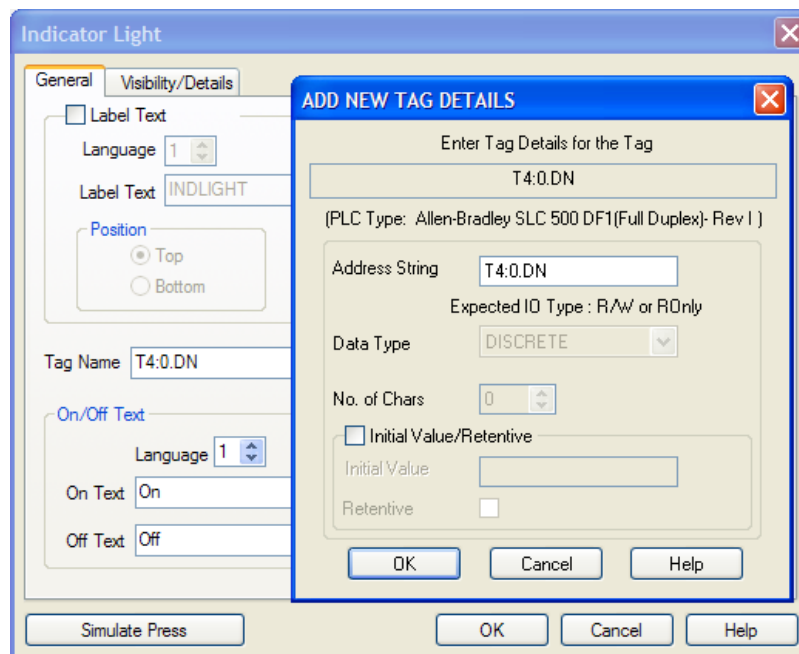 Indicator Light
General
Visibility/Details
Label Text
Language 1
Label Text INDLIGHT
Position
Top
Bottom
Tag Name T4:0.DN
On/Off Text
Language 1
On Text On
Off Text Off
Simulate Press
OK
Cancel
Help
ADD NEW TAG DETAILS
Enter Tag Details for the Tag
T4:0.DN
(PLC Type: Allen-Bradley SLC 500 DF1(Full Duplex)- Rev I )
Address String T4:0.DN
Expected IO Type : R/W or ROnly
Data Type DISCRETE
No. of Chars 0
Initial Value/Retentive
Initial Value
Retentive
OK
Cancel
Help